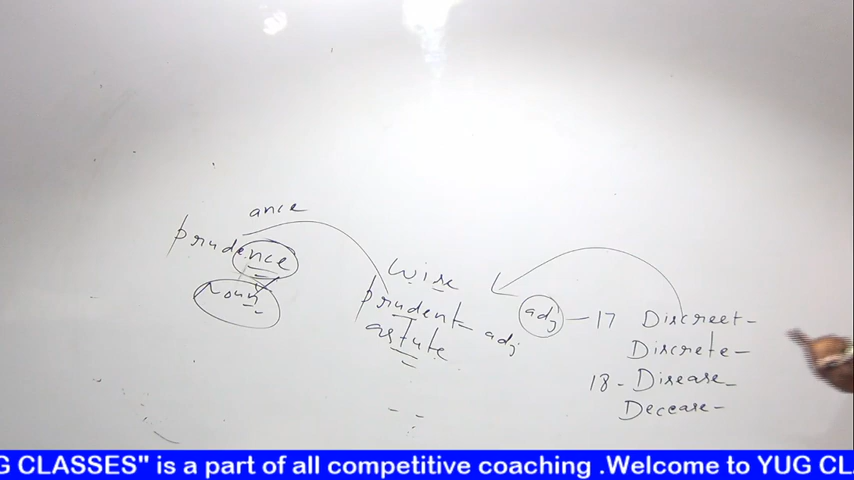 ance
prudence
noun
Wise
prudent - adj
astute
adj - 17 Discreet -
Discrete -
18 - Disease -
Decease -
G CLASSES" is a part of all competitive coaching .Welcome to YUG CL